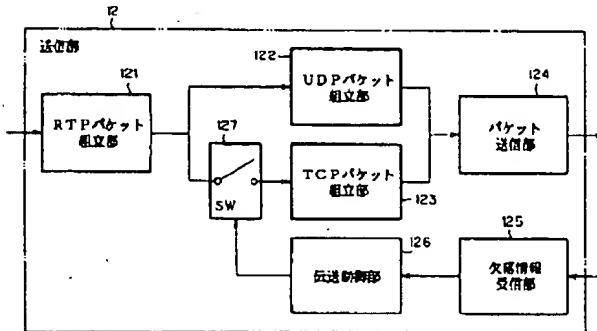 12
送信部
121
RTPパケット
組立部
122
UDPパケット
組立部
124
パケット
送信部
127
SW
TCPパケット
組立部
123
125
欠落情報
受信部
126
伝送制御部